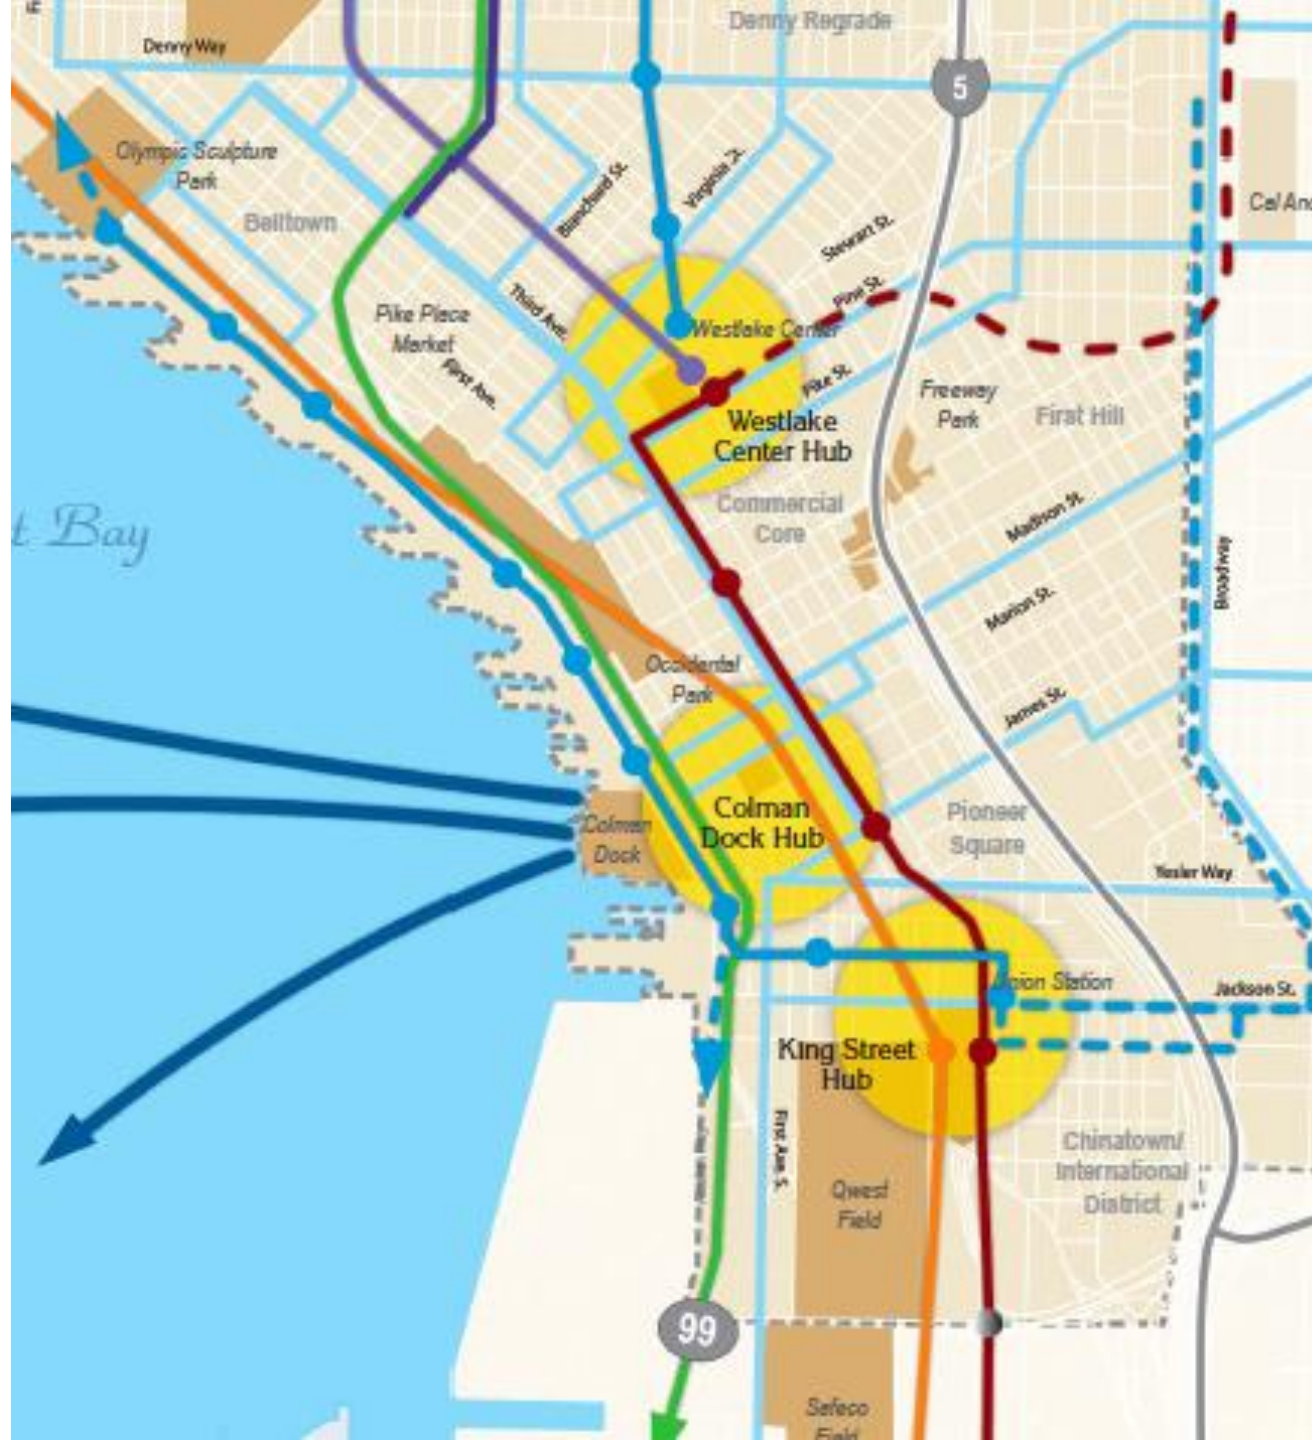 Denny Regrade
Denny Way
5
Olympic Sculpture
Park
Belltown
Blanchard St.
Virginia St.
Stewart St.
Pine St.
Third Ave.
Pike Place
Market
First Ave.
Westlake Center
Pike St.
Westlake
Center Hub
Freeway
Park
First Hill
Commercial
Core
t Bay
Madison St.
Marion St.
Broadway
Occidental
Park
James St.
Colman
Dock Hub
Colman
Dock
Pioneer
Square
Yesler Way
Union Station
Jackson St.
King Street
Hub
First Ave S.
Chinatown/
International
District
Qwest
Field
99
Safeco
Field